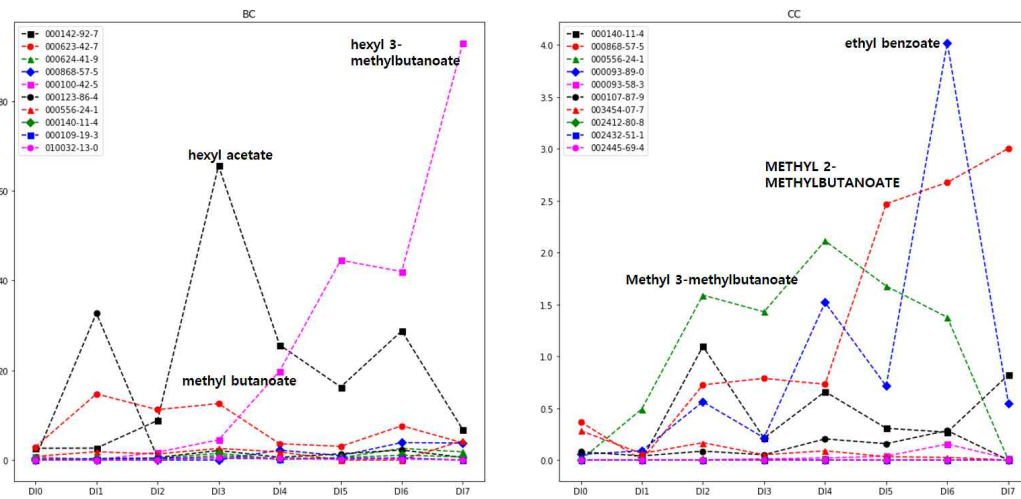 BC
000142-92-7
000623-42-7
000624-41-9
000868-57-5
000100-42-5
000123-86-4
000556-24-1
000140-11-4
000109-19-3
010032-13-0
hexyl 3-
methylbutanoate
hexyl acetate
methyl butanoate
80
60
40
20
0
DI0 DI1 DI2 DI3 DI4 DI5 DI6 DI7
CC
000140-11-4
000868-57-5
000556-24-1
000093-89-0
000093-58-3
000107-87-9
003454-07-7
002412-80-8
002432-51-1
002445-69-4
ethyl benzoate
METHYL 2-
METHYLBUTANOATE
Methyl 3-methylbutanoate
4.0
3.5
3.0
2.5
2.0
1.5
1.0
0.5
0.0
DI0 DI1 DI2 DI3 DI4 DI5 DI6 DI7